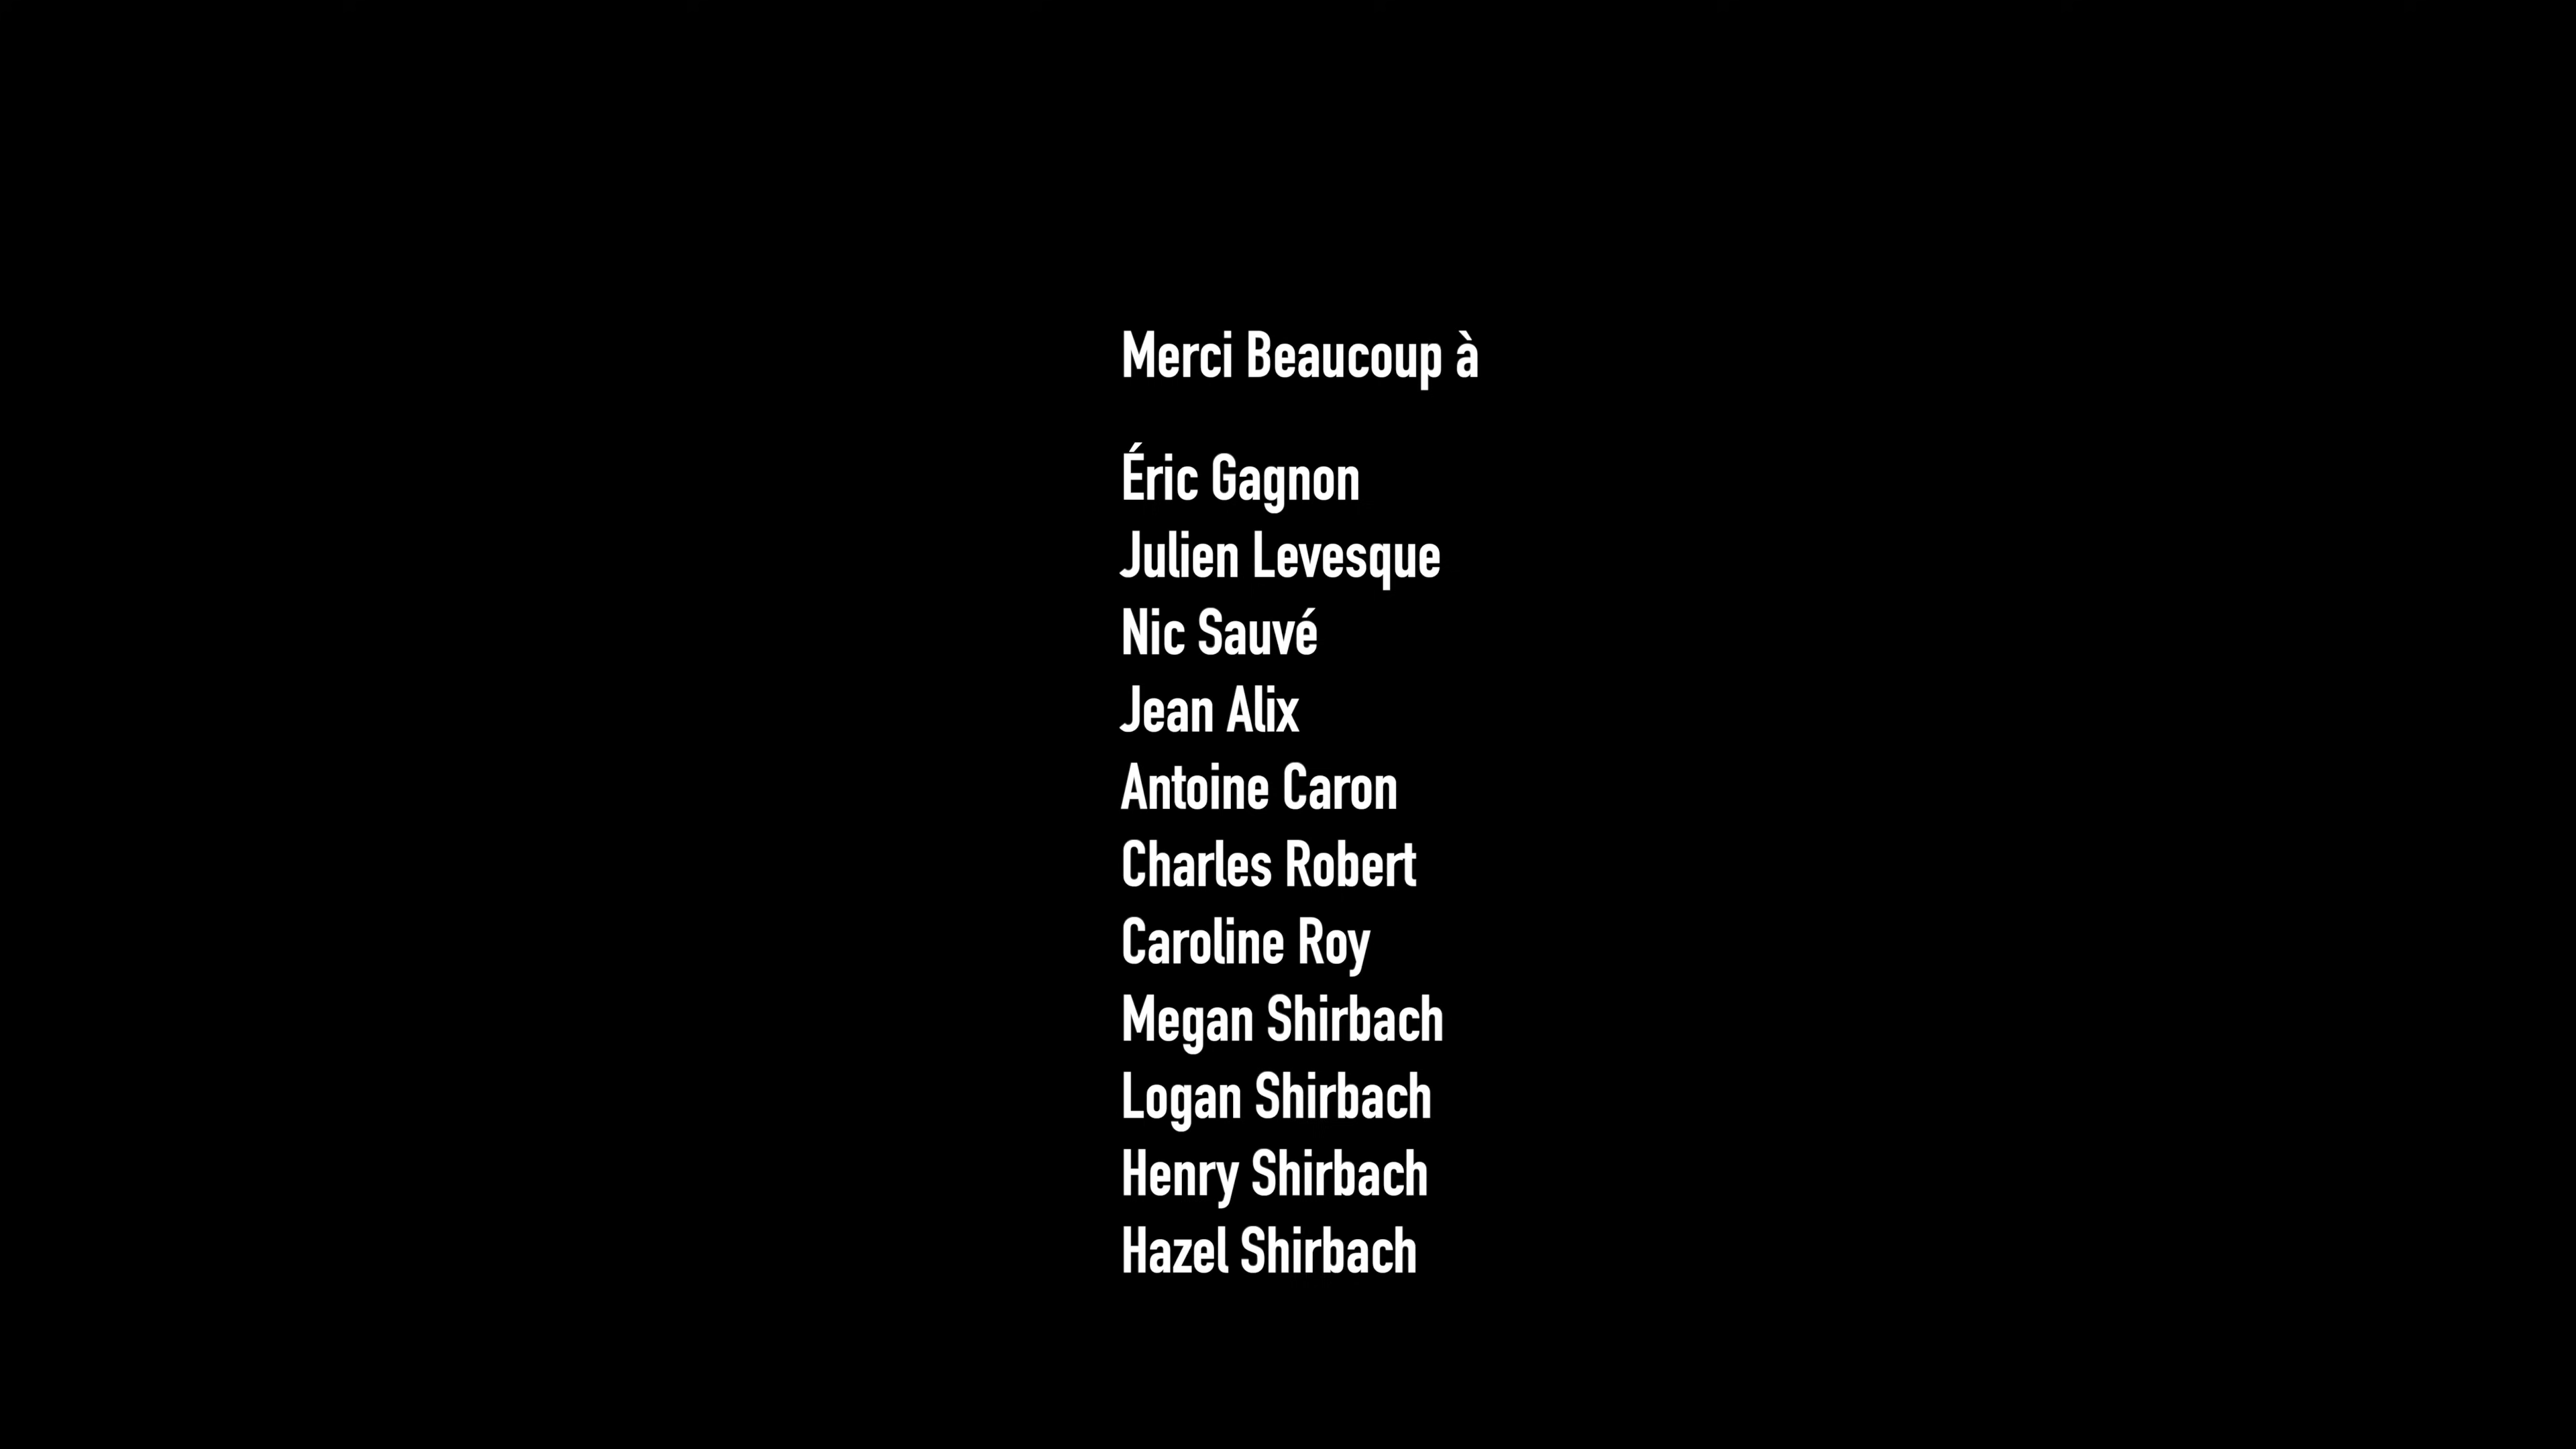 Merci Beaucoup à
Éric Gagnon
Julien Levesque
Nic Sauvé
Jean Alix
Antoine Caron
Charles Robert
Caroline Roy
Megan Shirbach
Logan Shirbach
Henry Shirbach
Hazel Shirbach